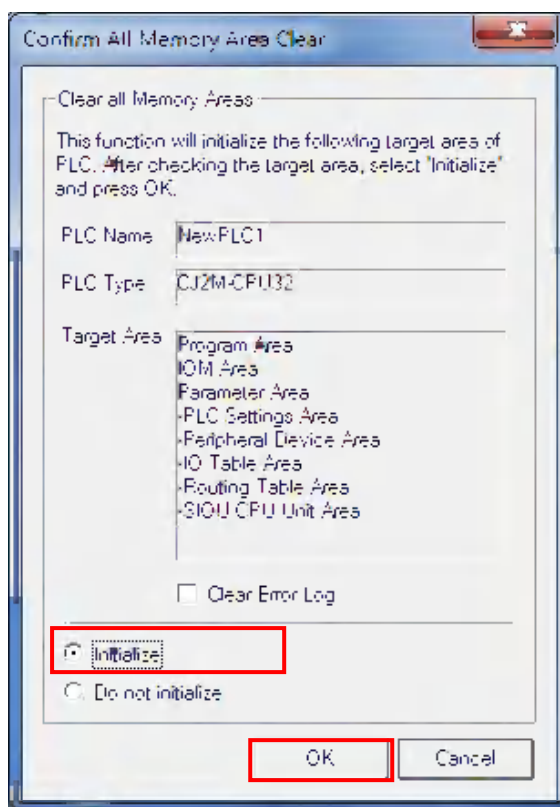 Confirm All Memory Area Clear
Clear all Memory Areas
This function will initialize the following target area of
PLC. After checking the target area, select "Initialize"
and press OK.
PLC Name NewPLC1
PLC Type CJ2M-CPU32
Target Area Program Area
IOM Area
Parameter Area
-PLC Settings Area
-Peripheral Device Area
-IO Table Area
-Routing Table Area
-SIOU CPU Unit Area
Clear Error Log
Initialize
Do not initialize
OK Cancel